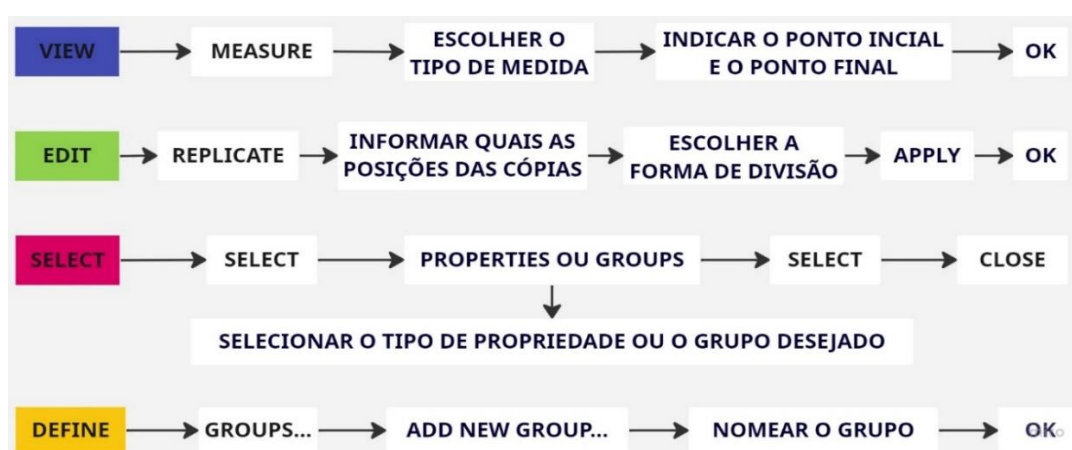 VIEW
MEASURE
ESCOLHER O
TIPO DE MEDIDA
INDICAR O PONTO INCIAL
E O PONTO FINAL
OK
EDIT
REPLICATE
INFORMAR QUAIS AS
POSIÇÕES DAS CÓPIAS
ESCOLHER A
FORMA DE DIVISÃO
APPLY
OK
SELECT
SELECT
PROPERTIES OU GROUPS
SELECT
CLOSE
SELECIONAR O TIPO DE PROPRIEDADE OU O GRUPO DESEJADO
DEFINE
GROUPS...
ADD NEW GROUP...
NOMEAR O GRUPO
OK